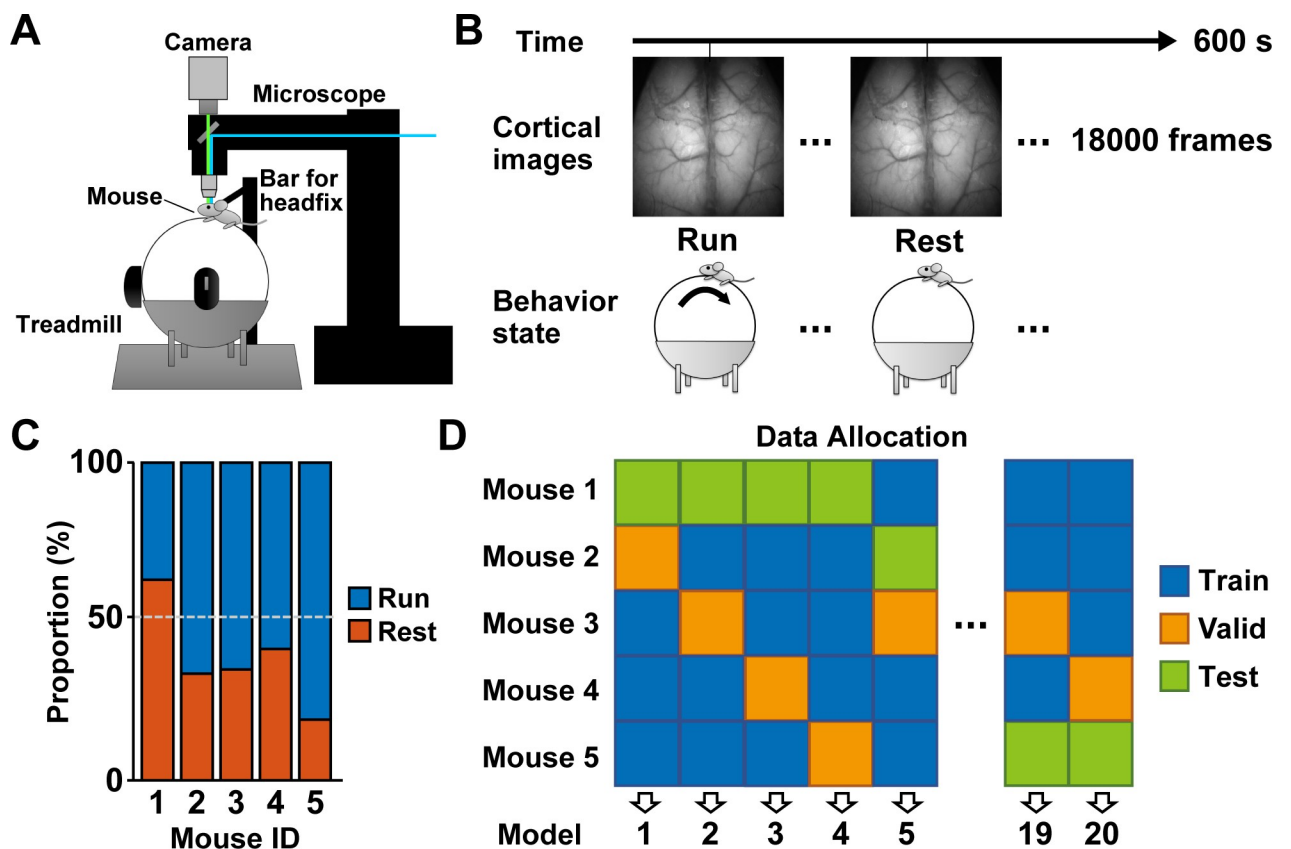 A
Camera
Microscope
Mouse
Bar for
headfix
Treadmill
B
Time
600 s
Cortical
images
...
...
18000 frames
Run
Rest
Behavior
state
...
...
C
100
50
0
Proportion (%)
1 2 3 4 5
Mouse ID
Run
Rest
D
Data Allocation
Mouse 1
Mouse 2
Mouse 3
...
Mouse 4
Mouse 5
Train
Valid
Test
Model 1 2 3 4 5 19 20